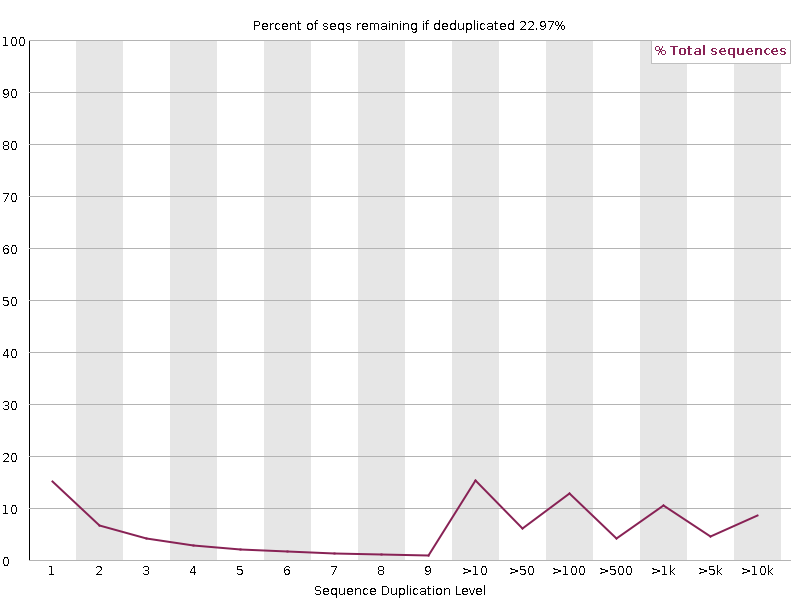 Percent of seqs remaining if deduplicated 22.97%
% Total sequences
100
90
80
70
60
50
40
30
20
10
0
1 2 3 4 5 6 7 8 9 >10 >50 >100 >500 >1k >5k >10k
Sequence Duplication Level